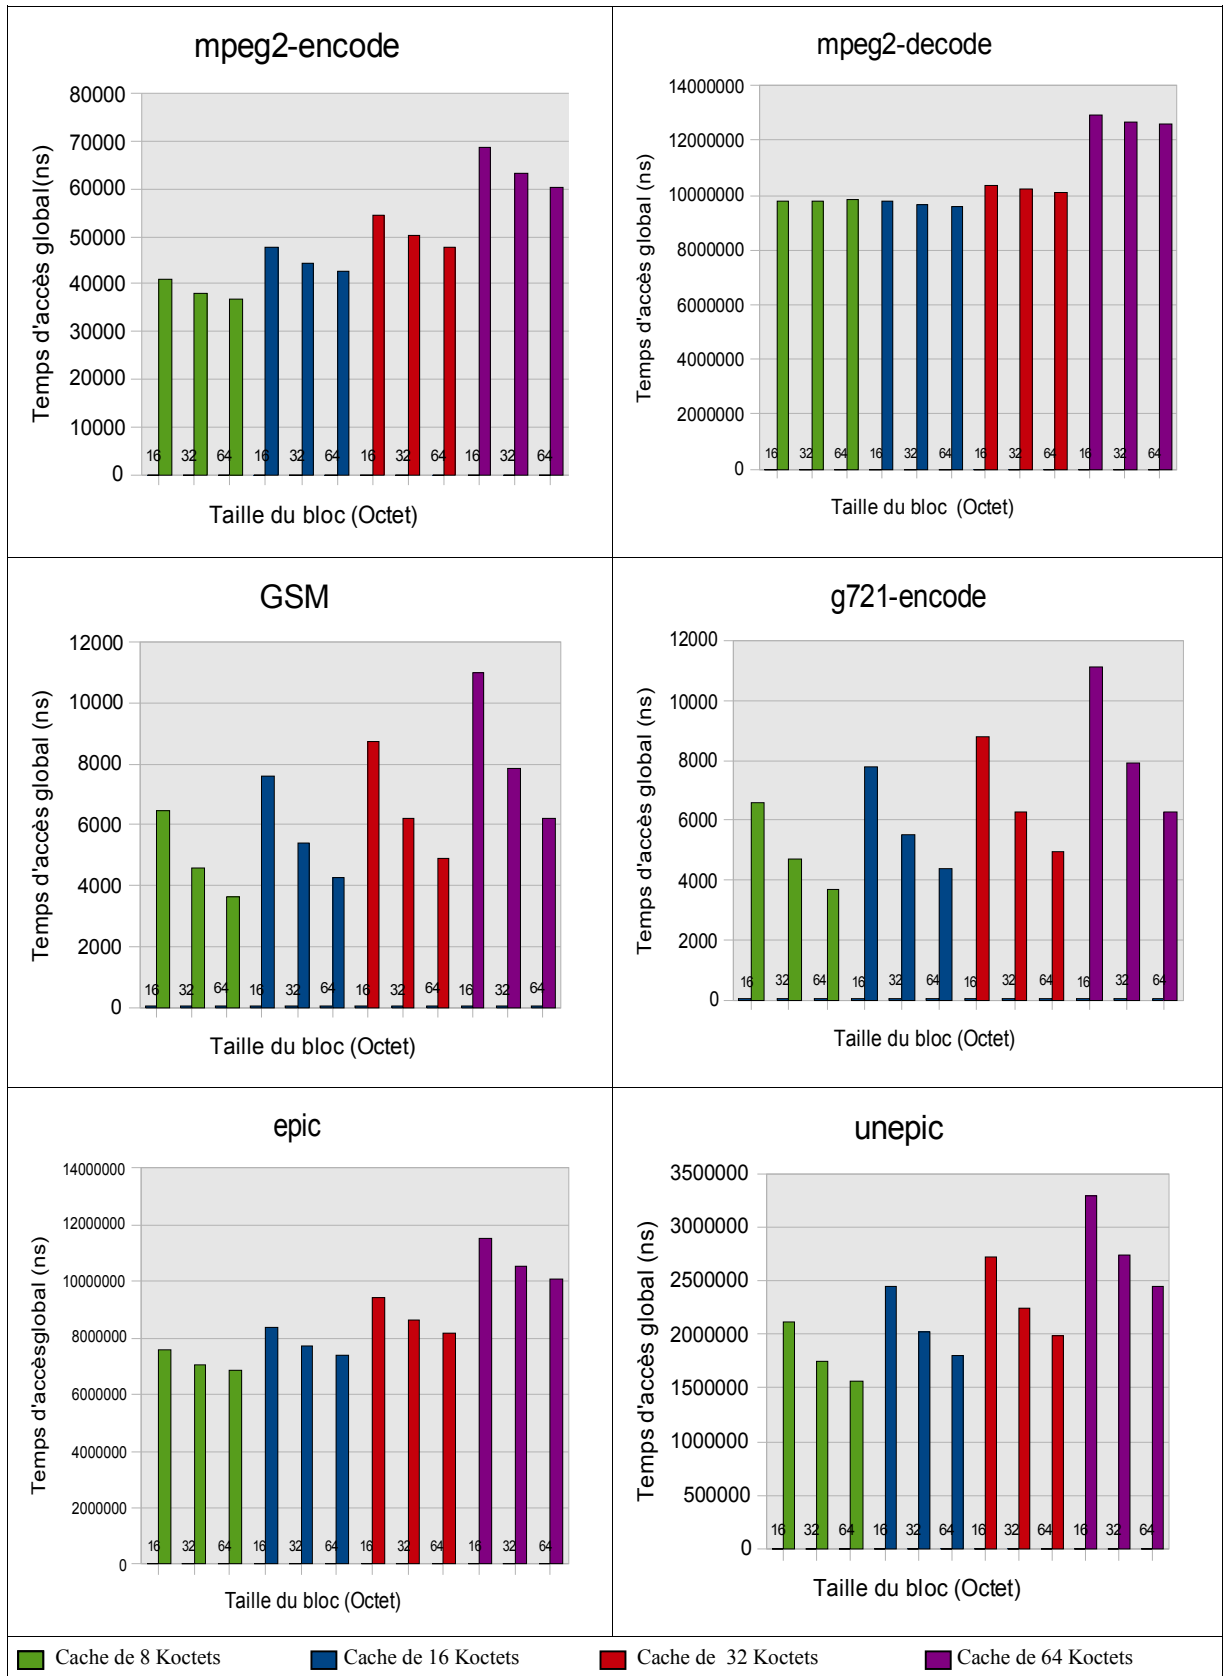 mpeg2-encode
80000
70000
60000
50000
40000
30000
20000
10000
0
Temps d'accès global(ns)
16 32 64 16 32 64 16 32 64 16 32 64
Taille du bloc (Octet)
mpeg2-decode
14000000
12000000
10000000
8000000
6000000
4000000
2000000
0
Temps d'accès global (ns)
16 32 64 16 32 64 16 32 64 16 32 64
Taille du bloc (Octet)
GSM
12000
10000
8000
6000
4000
2000
0
Temps d'accès global (ns)
16 32 64 16 32 64 16 32 64 16 32 64
Taille du bloc (Octet)
g721-encode
12000
10000
8000
6000
4000
2000
0
Temps d'accès global (ns)
16 32 64 16 32 64 16 32 64 16 32 64
Taille du bloc (Octet)
epic
14000000
12000000
10000000
8000000
6000000
4000000
2000000
0
Temps d'accèsglobal (ns)
16 32 64 16 32 64 16 32 64 16 32 64
Taille du bloc (Octet)
unepic
3500000
3000000
2500000
2000000
1500000
1000000
500000
0
Temps d'accès global (ns)
16 32 64 16 32 64 16 32 64 16 32 64
Taille du bloc (Octet)
Cache de 8 Koctets
Cache de 16 Koctets
Cache de 32 Koctets
Cache de 64 Koctets